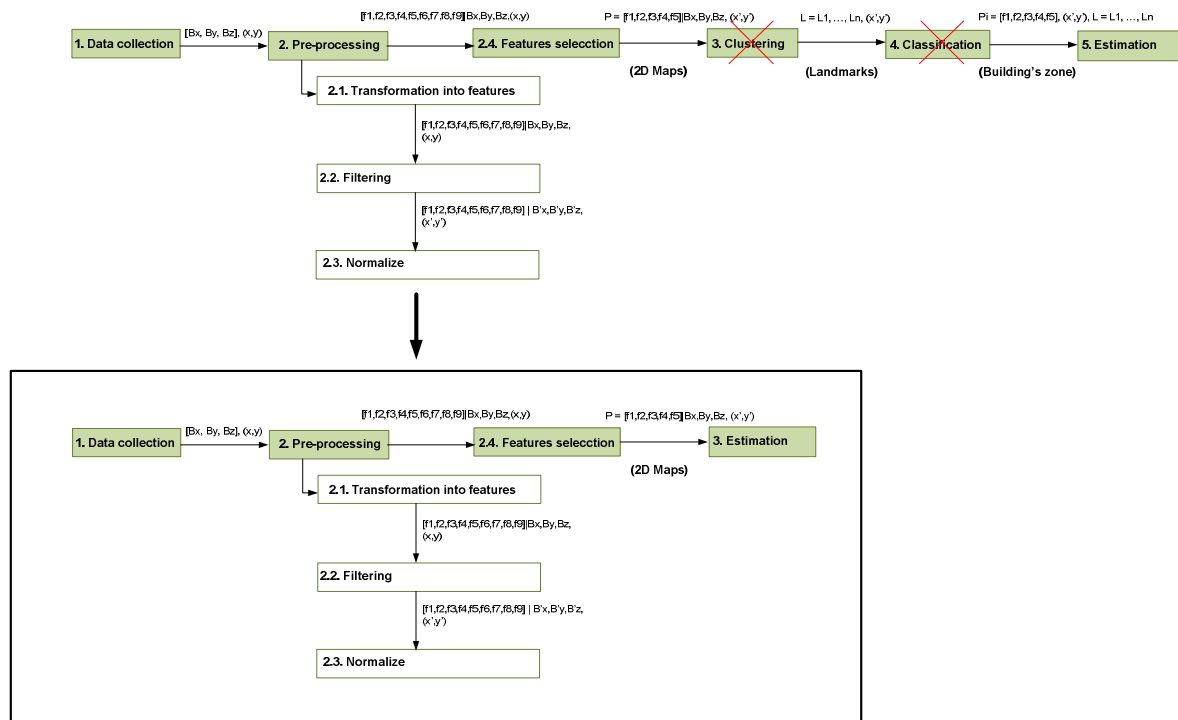 [f1,f2,f3,f4,f5,f6,f7,f8,f9]|Bx,By,Bz,(x,y)
P = [f1,f2,f3,f4,f5]|Bx,By,Bz, (x',y')
L = L1, …, Ln, (x',y')
Pi = [f1,f2,f3,f4,f5], (x',y'), L = L1, …, Ln
1. Data collection
[Bx, By, Bz], (x,y)
2. Pre-processing
2.4. Features selecction
3. Clustering
4. Classification
5. Estimation
(2D Maps)
(Landmarks)
(Building's zone)
2.1. Transformation into features
[f1,f2,f3,f4,f5,f6,f7,f8,f9]|Bx,By,Bz,
(x,y)
2.2. Filtering
[f1,f2,f3,f4,f5,f6,f7,f8,f9] | B'x,B'y,B'z,
(x',y')
2.3. Normalize
[f1,f2,f3,f4,f5,f6,f7,f8,f9]|Bx,By,Bz,(x,y)
P = [f1,f2,f3,f4,f5]|Bx,By,Bz, (x',y')
1. Data collection
[Bx, By, Bz], (x,y)
2. Pre-processing
2.4. Features selecction
3. Estimation
(2D Maps)
2.1. Transformation into features
[f1,f2,f3,f4,f5,f6,f7,f8,f9]|Bx,By,Bz,
(x,y)
2.2. Filtering
[f1,f2,f3,f4,f5,f6,f7,f8,f9] | B'x,B'y,B'z,
(x',y')
2.3. Normalize